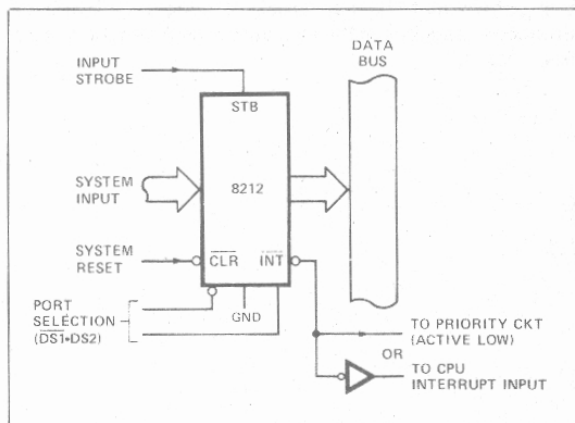 DATA
BUS
INPUT
STROBE
STB
SYSTEM
INPUT
8212
SYSTEM
RESET
CLR
INT
PORT
SELECTION
(DS1•DS2)
GND
TO PRIORITY CKT
(ACTIVE LOW)
OR
TO CPU
INTERRUPT INPUT